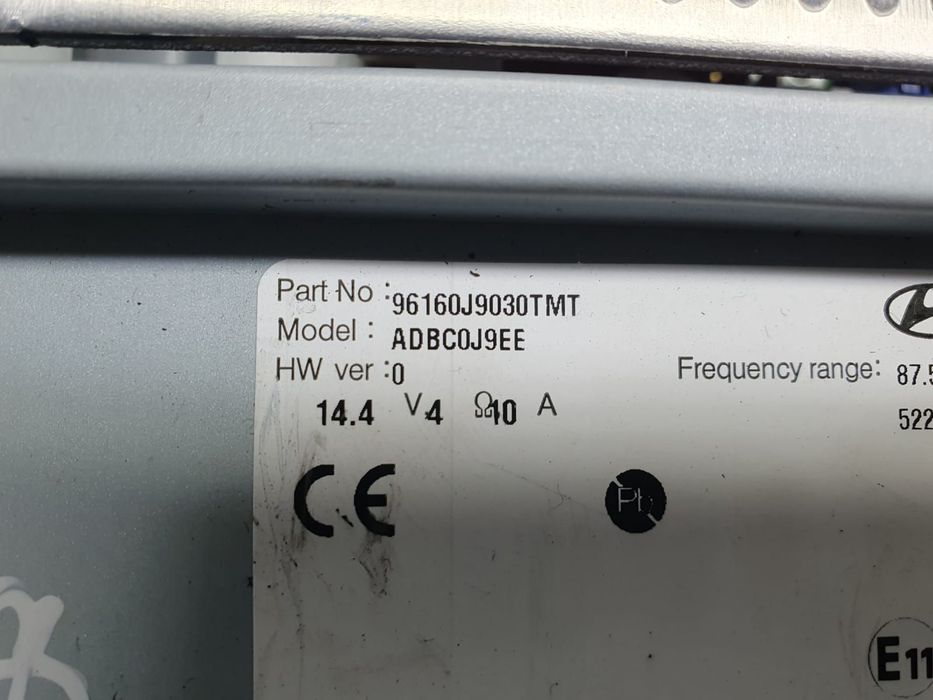 Part No : 96160J9030TMT
Model : ADBC0J9EE
HW ver : 0
Frequency range: 87.5
14.4 V 4 Ω 10 A
522
CE
Pb
E11